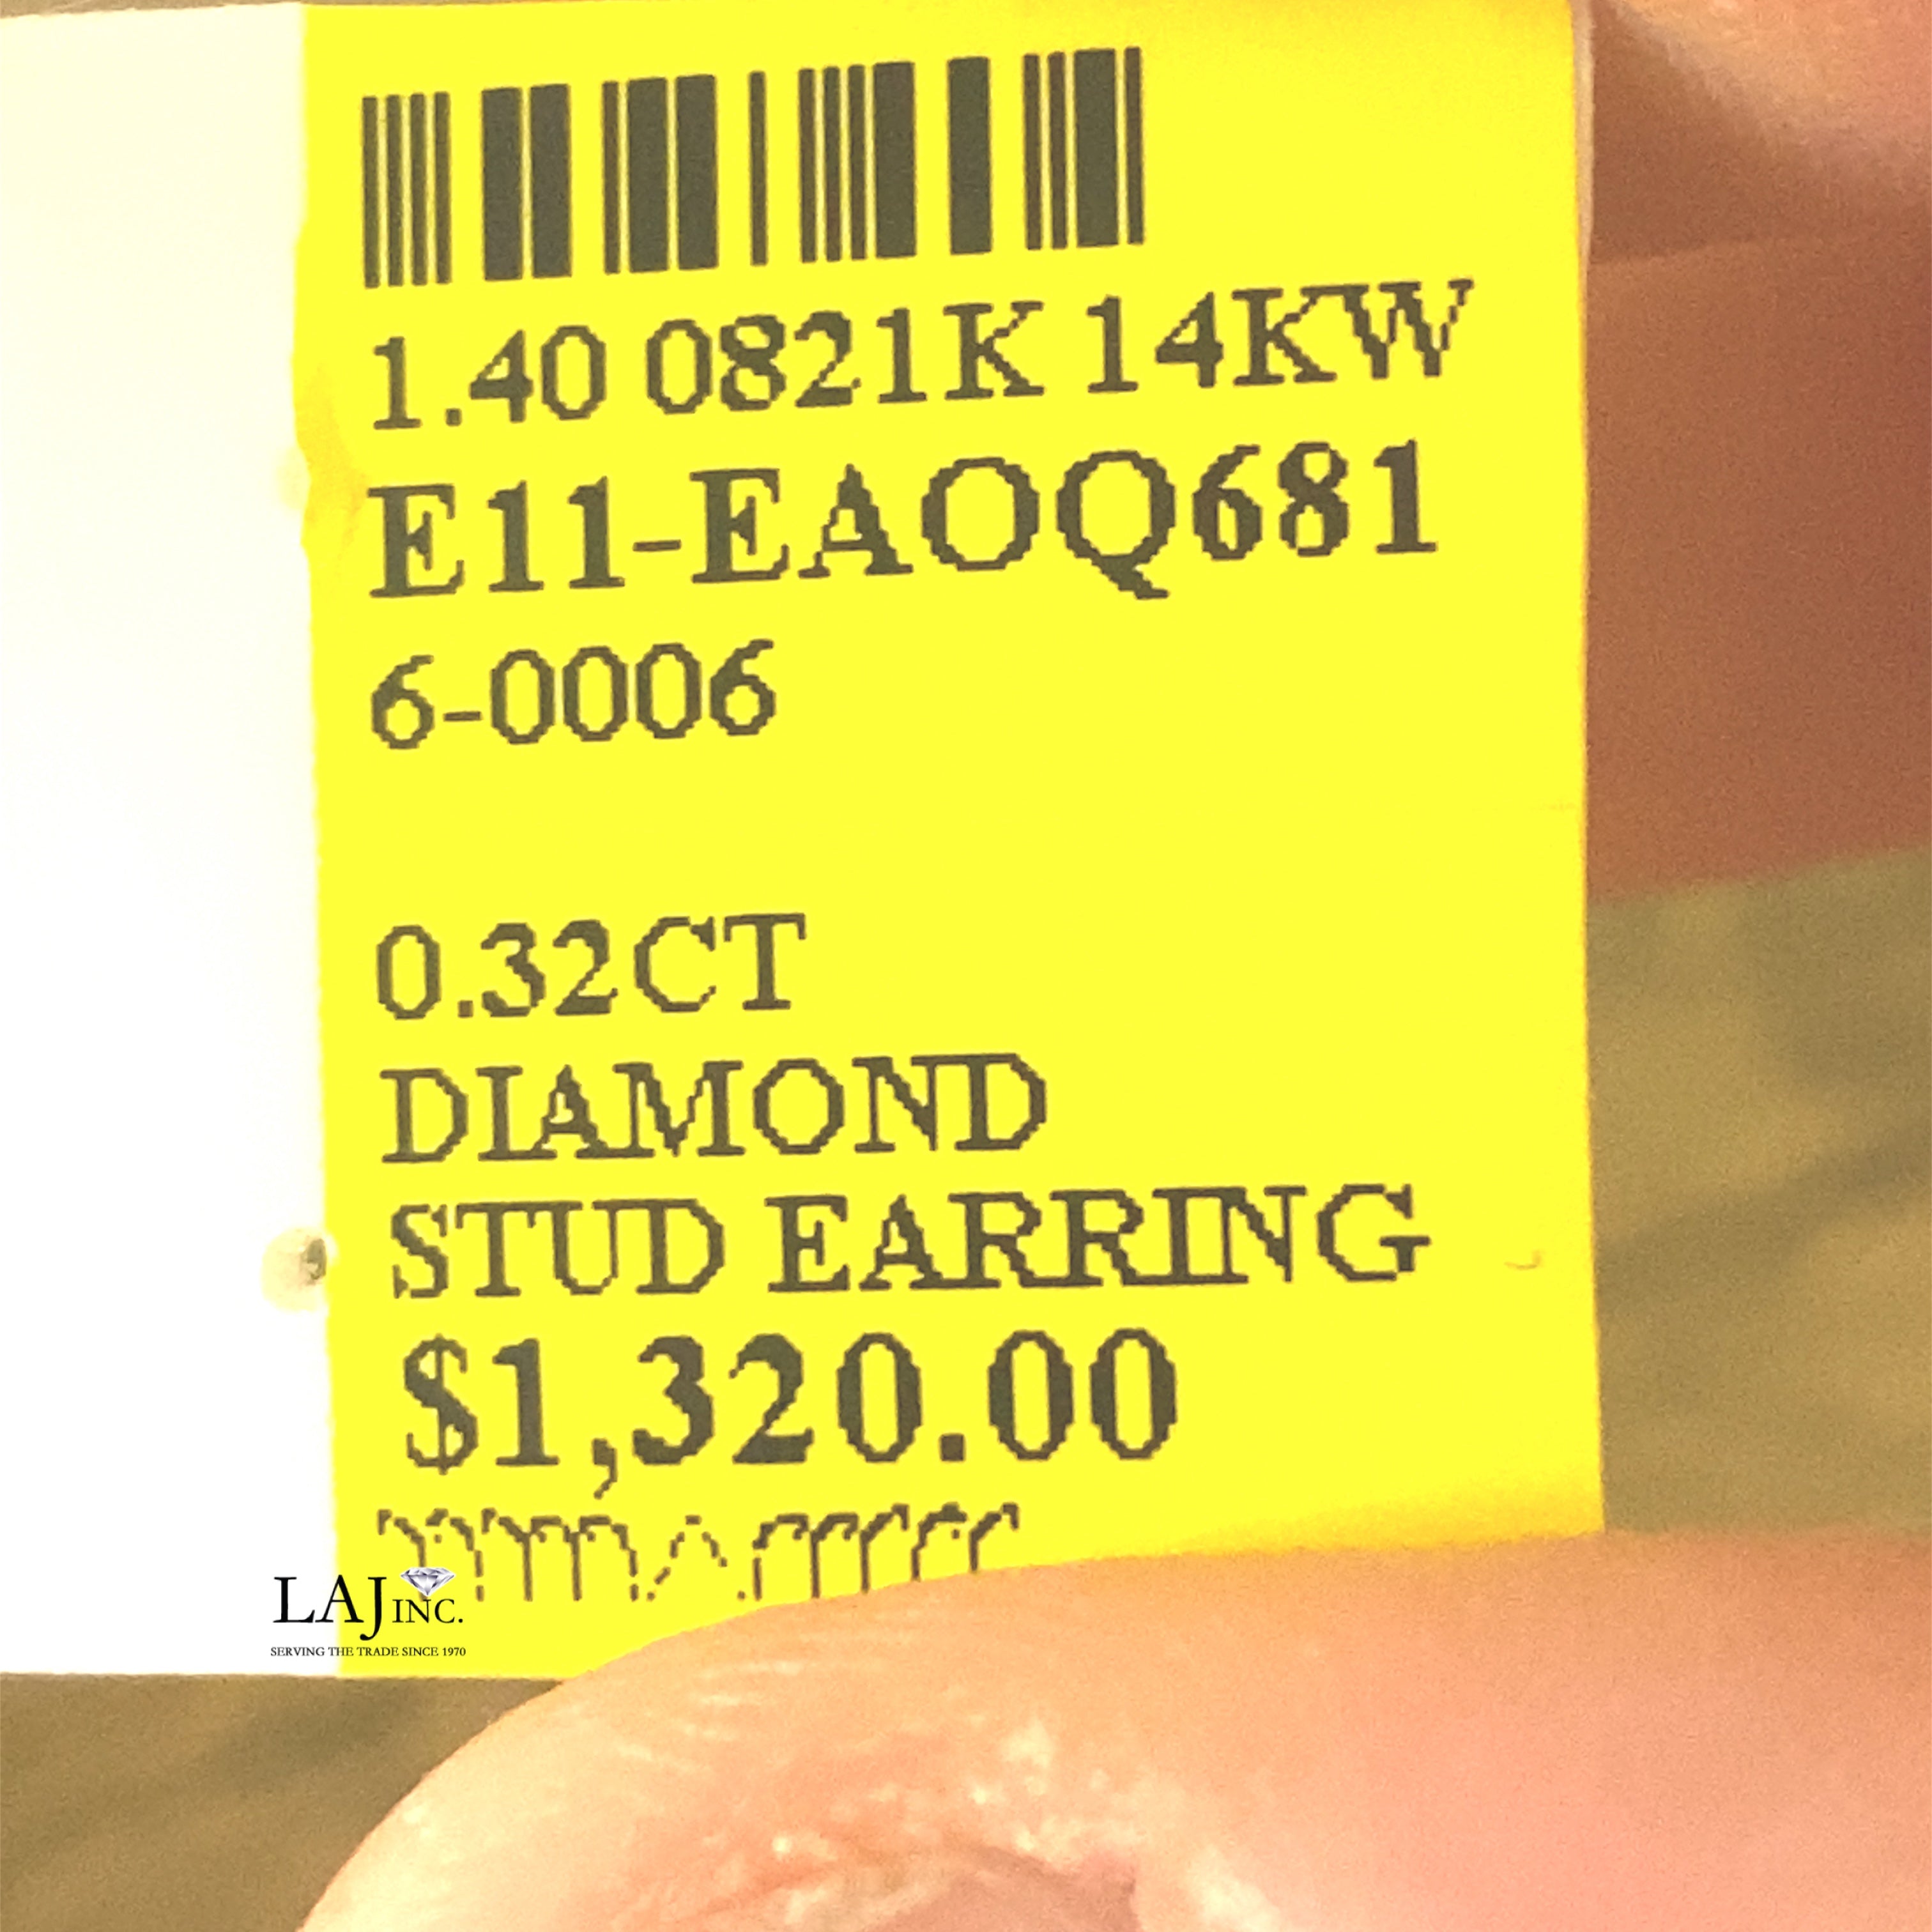 1.40 0821K 14KW
E11-EAOQ681
6-0006
0.32CT
DIAMOND
STUD EARRING
$1,320.00
LAJ INC.
SERVING THE TRADE SINCE 1970